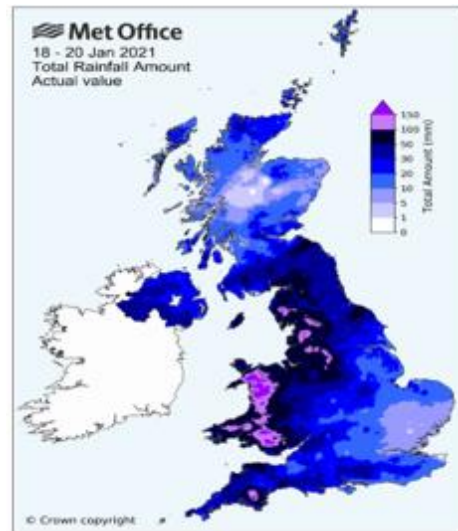 Met Office
18 - 20 Jan 2021
Total Rainfall Amount
Actual value
150
100
50
30
20
10
5
1
0
Total Amount (mm)
© Crown copyright